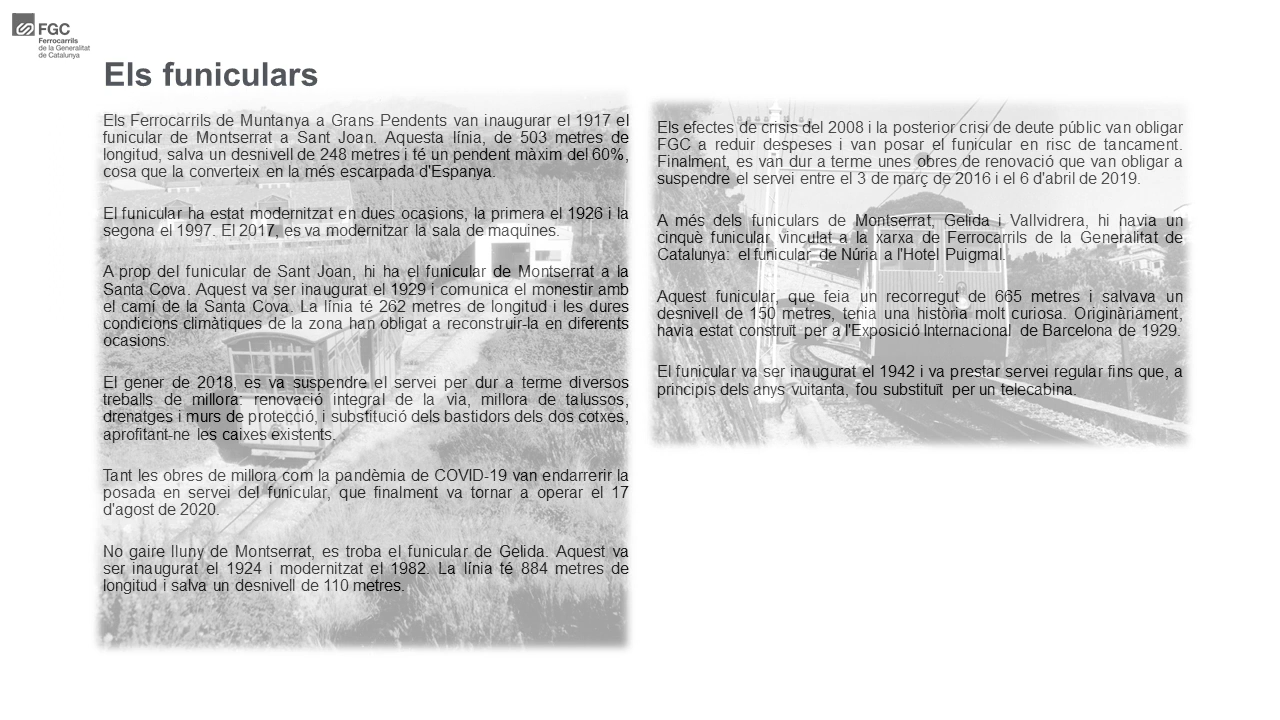 FGC
Ferrocarrils
de la Generalitat
de Catalunya
Els funiculars
Els Ferrocarrils de Muntanya a Grans Pendents van inaugurar el 1917 el
funicular de Montserrat a Sant Joan. Aquesta línia, de 503 metres de
longitud, salva un desnivell de 248 metres i té un pendent màxim del 60%,
cosa que la converteix en la més escarpada d'Espanya.
El funicular ha estat modernitzat en dues ocasions, la primera el 1926 i la
segona el 1997. El 2017, es va modernitzar la sala de maquines.
A prop del funicular de Sant Joan, hi ha el funicular de Montserrat a la
Santa Cova. Aquest va ser inaugurat el 1929 i comunica el monestir amb
el camí de la Santa Cova. La línia té 262 metres de longitud i les dures
condicions climàtiques de la zona han obligat a reconstruir-la en diferents
ocasions.
El gener de 2018, es va suspendre el servei per dur a terme diversos
treballs de millora: renovació integral de la via, millora de talussos,
drenatges i murs de protecció, i substitució dels bastidors dels dos cotxes,
aprofitant-ne les caixes existents.
Tant les obres de millora com la pandèmia de COVID-19 van endarrerir la
posada en servei del funicular, que finalment va tornar a operar el 17
d'agost de 2020.
No gaire lluny de Montserrat, es troba el funicular de Gelida. Aquest va
ser inaugurat el 1924 i modernitzat el 1982. La línia té 884 metres de
longitud i salva un desnivell de 110 metres.
Els efectes de crisis del 2008 i la posterior crisi de deute públic van obligar
FGC a reduir despeses i van posar el funicular en risc de tancament.
Finalment, es van dur a terme unes obres de renovació que van obligar a
suspendre el servei entre el 3 de març de 2016 i el 6 d'abril de 2019.
A més dels funiculars de Montserrat, Gelida i Vallvidrera, hi havia un
cinquè funicular vinculat a la xarxa de Ferrocarrils de la Generalitat de
Catalunya: el funicular de Núria a l'Hotel Puigmal.
Aquest funicular, que feia un recorregut de 665 metres i salvava un
desnivell de 150 metres, tenia una història molt curiosa. Originàriament,
havia estat construït per a l'Exposició Internacional de Barcelona de 1929.
El funicular va ser inaugurat el 1942 i va prestar servei regular fins que, a
principis dels anys vuitanta, fou substituït per un telecabina.